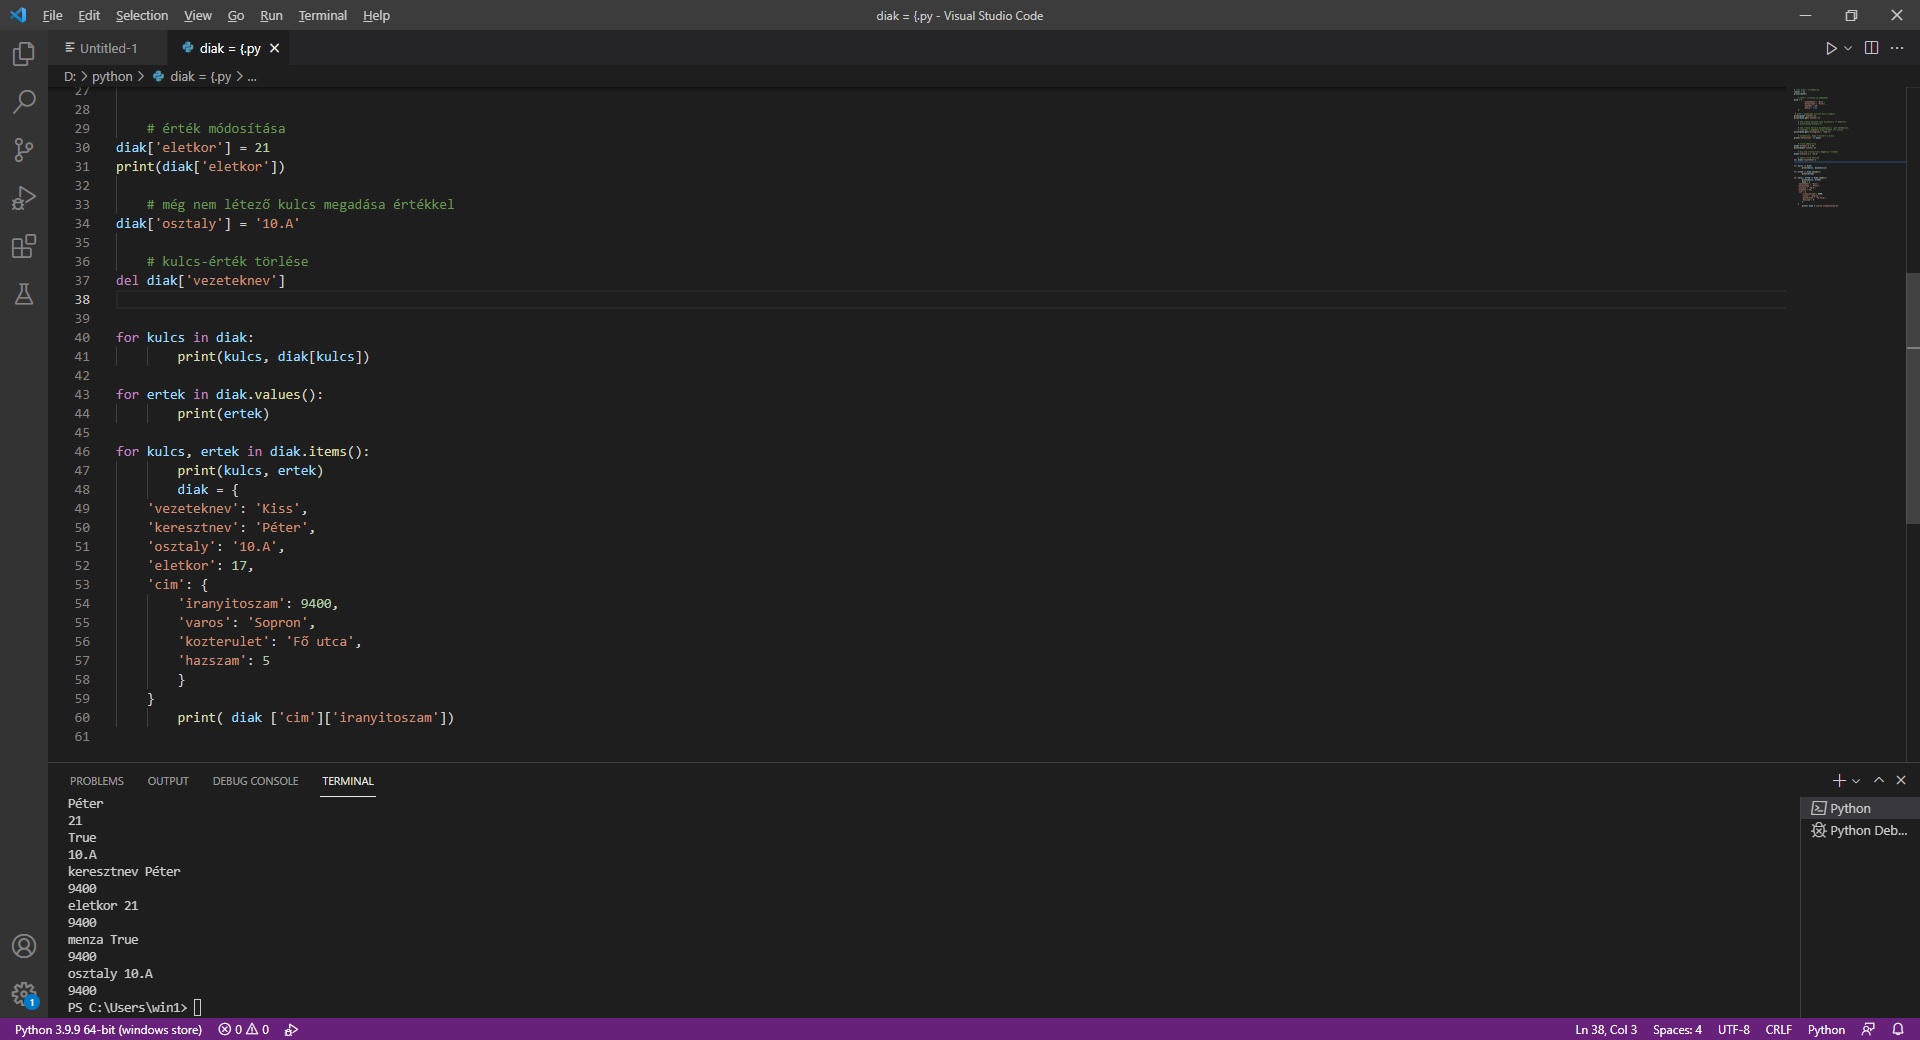 File Edit Selection View Go Run Terminal Help
diak = {.py - Visual Studio Code
Untitled-1
diak = {.py
D: > python > diak = {.py > ...
27
28
29 # érték módosítása
30 diak['eletkor'] = 21
31 print(diak['eletkor'])
32
33 # még nem létező kulcs megadása értékkel
34 diak['osztaly'] = '10.A'
35
36 # kulcs-érték törlése
37 del diak['vezeteknev']
38
39
40 for kulcs in diak:
41 print(kulcs, diak[kulcs])
42
43 for ertek in diak.values():
44 print(ertek)
45
46 for kulcs, ertek in diak.items():
47 print(kulcs, ertek)
48 diak = {
49 'vezeteknev': 'Kiss',
50 'keresztnev': 'Péter',
51 'osztaly': '10.A',
52 'eletkor': 17,
53 'cim': {
54 'iranyitoszam': 9400,
55 'varos': 'Sopron',
56 'kozterulet': 'Fő utca',
57 'hazszam': 5
58 }
59 }
60 print( diak ['cim']['iranyitoszam'])
61
PROBLEMS OUTPUT DEBUG CONSOLE TERMINAL
Péter
21
True
10.A
keresztnev Péter
9400
eletkor 21
9400
menza True
9400
osztaly 10.A
9400
PS C:\Users\win1>
Python
Python Deb...
1
Python 3.9.9 64-bit (windows store) 0 0
Ln 38, Col 3 Spaces: 4 UTF-8 CRLF Python